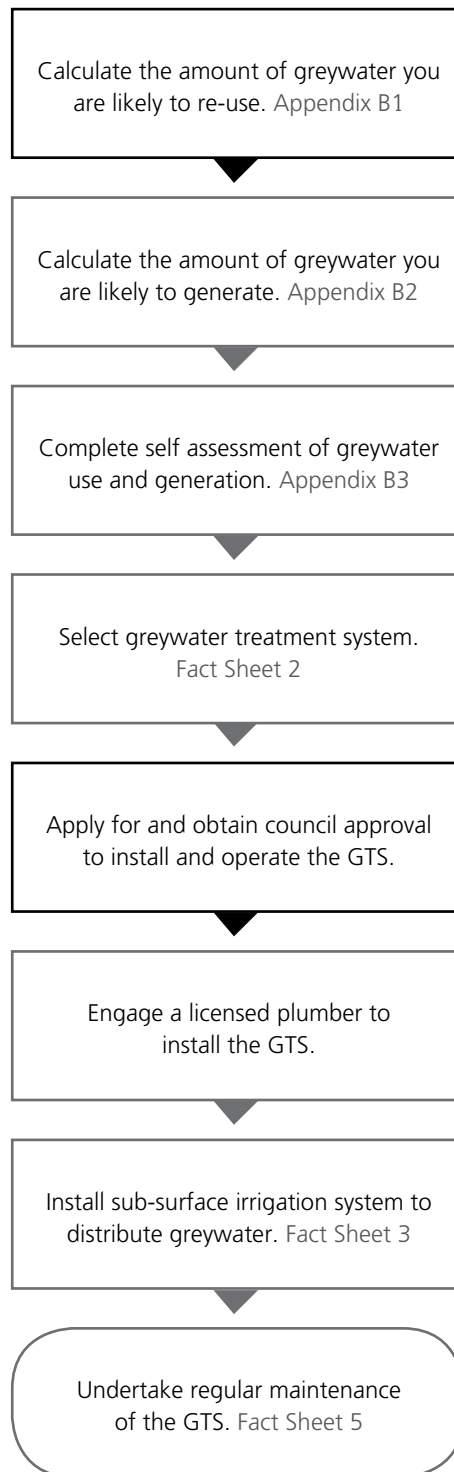 Calculate the amount of greywater you
are likely to re-use. Appendix B1
Calculate the amount of greywater you
are likely to generate. Appendix B2
Complete self assessment of greywater
use and generation. Appendix B3
Select greywater treatment system.
Fact Sheet 2
Apply for and obtain council approval
to install and operate the GTS.
Engage a licensed plumber to
install the GTS.
Install sub-surface irrigation system to
distribute greywater. Fact Sheet 3
Undertake regular maintenance
of the GTS. Fact Sheet 5